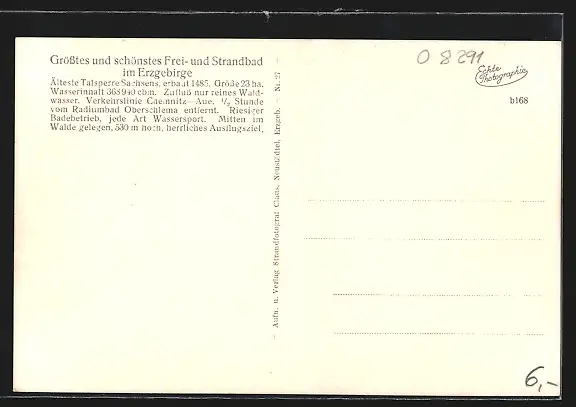 Größtes und schönstes Frei- und Strandbad
im Erzgebirge
Älteste Talsperre Sachsens, erbaut 1485. Größe 23 ha.
Wasserinhalt 368 940 cbm. Zufluß nur reines Wald-
wasser. Verkehrslinie Chemnitz—Aue. ½ Stunde
vom Radiumbad Oberschlema entfernt. Riesiger
Badebetrieb, jede Art Wassersport. Mitten im
Walde gelegen, 530 m hoch, herrliches Ausflugsziel.
Aufn. u. Verlag Strandfotograf Claus, Neustädtel, Erzgeb. - Nr. 27
O 8291
Echte
Photographie
b168
6,-